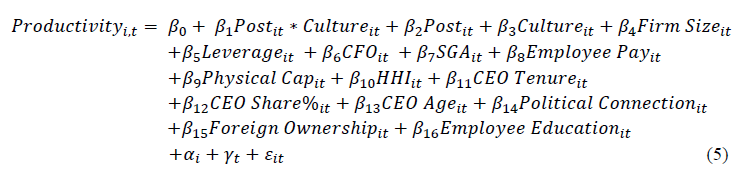 Productivity_{i,t} = β_0 + β_1Post_{it} * Culture_{it} + β_2Post_{it} + β_3Culture_{it} + β_4Firm Size_{it}
+β_5Leverage_{it} + β_6CFO_{it} + β_7SGA_{it} + β_8Employee Pay_{it}
+β_9Physical Cap_{it} + β_{10}HHI_{it} + β_{11}CEO Tenure_{it}
+β_{12}CEO Share%_{it} + β_{13}CEO Age_{it} + β_{14}Political Connection_{it}
+β_{15}Foreign Ownership_{it} + β_{16}Employee Education_{it}
+α_i + γ_t + ε_{it} (5)